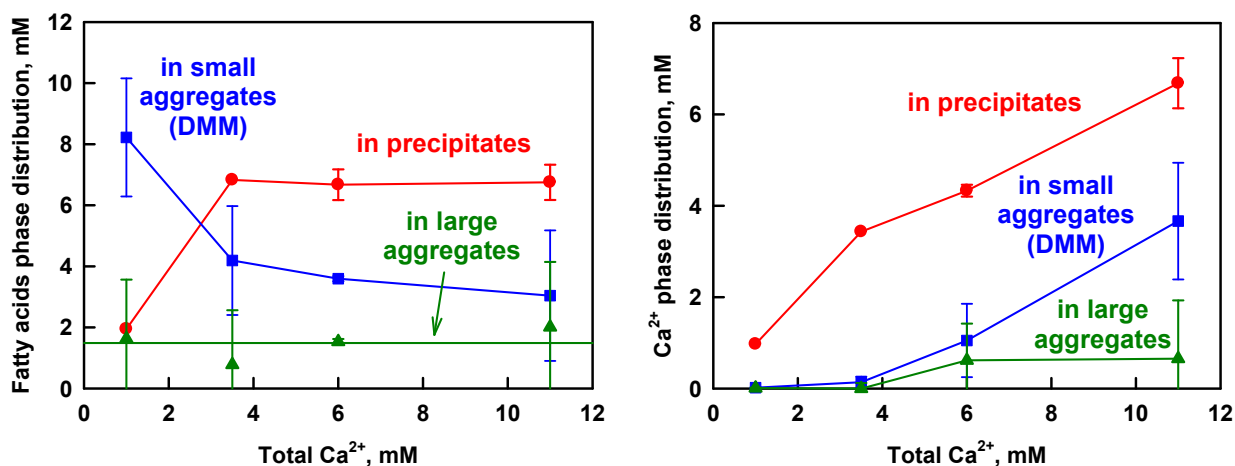 Fatty acids phase distribution, mM
12
10
8
6
4
2
0
in small
aggregates
(DMM)
in precipitates
in large
aggregates
0 2 4 6 8 10 12
Total Ca²⁺, mM
Ca²⁺ phase distribution, mM
8
6
4
2
0
in precipitates
in small
aggregates
(DMM)
in large
aggregates
0 2 4 6 8 10 12
Total Ca²⁺, mM